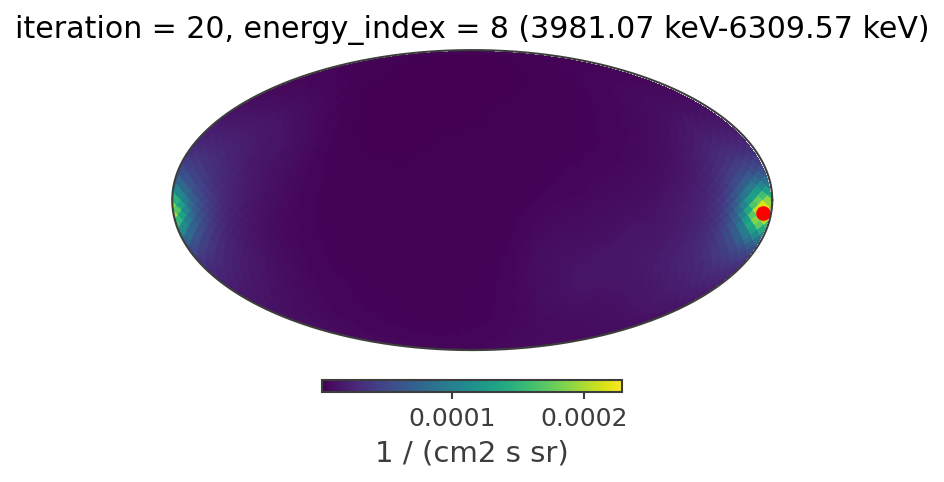 iteration = 20, energy_index = 8 (3981.07 keV-6309.57 keV)
0.0001 0.0002
1 / (cm2 s sr)